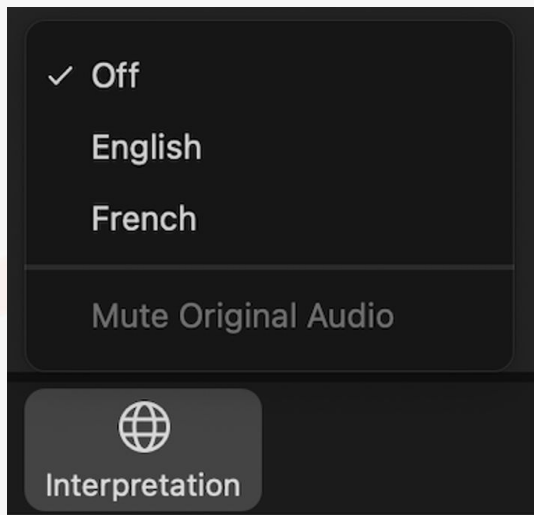 Off
English
French
Mute Original Audio
Interpretation